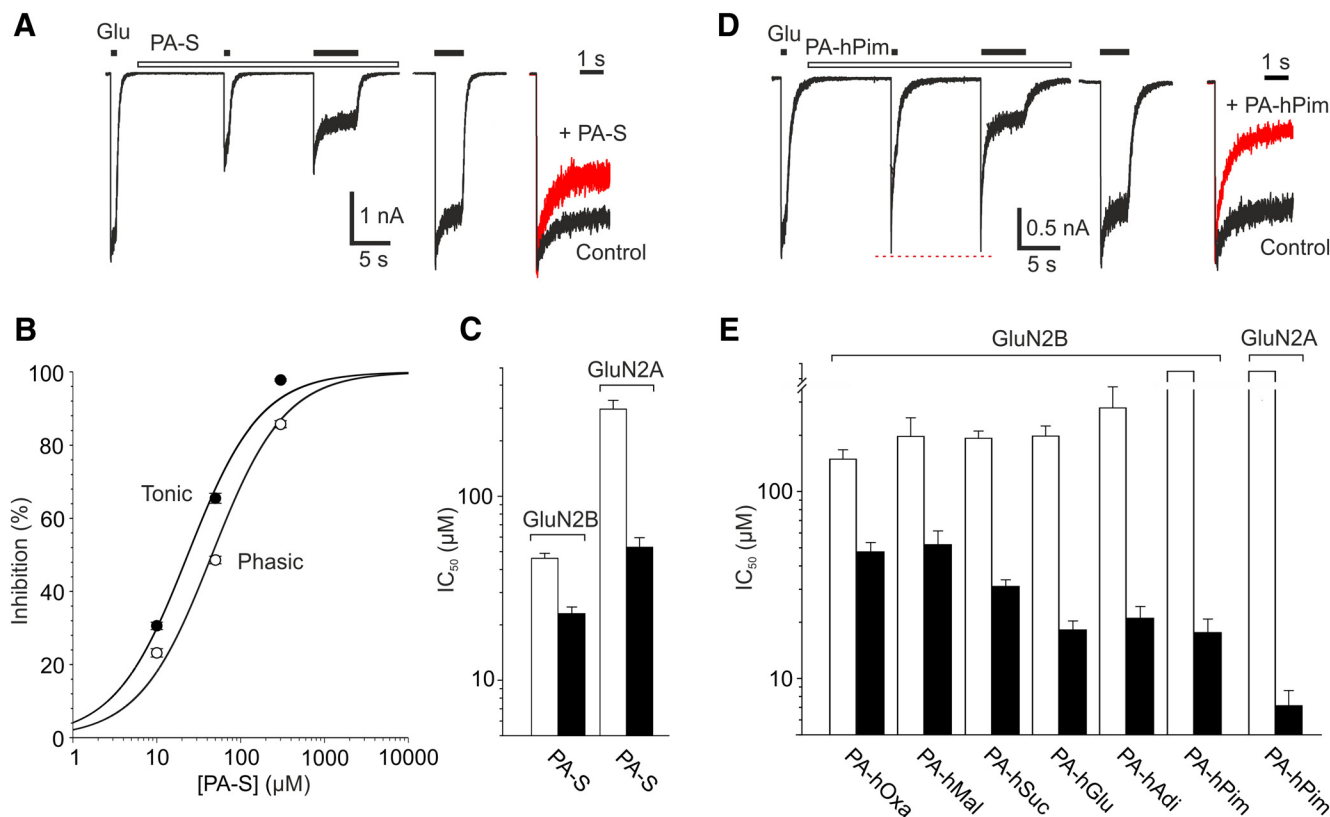 A
Glu
PA-S
1 s
+ PA-S
1 nA
5 s
Control
D
Glu
PA-hPim
1 s
+ PA-hPim
0.5 nA
5 s
Control
B
100
80
60
40
20
0
Inhibition (%)
Tonic
Phasic
1
10
100
1000
10000
[PA-S] (µM)
C
GluN2A
GluN2B
100
10
IC50 (µM)
PA-S
PA-S
E
GluN2B
GluN2A
100
10
IC50 (µM)
PA-hOxa
PA-hMal
PA-hSuc
PA-hGlu
PA-hAdi
PA-hPim
PA-hPim